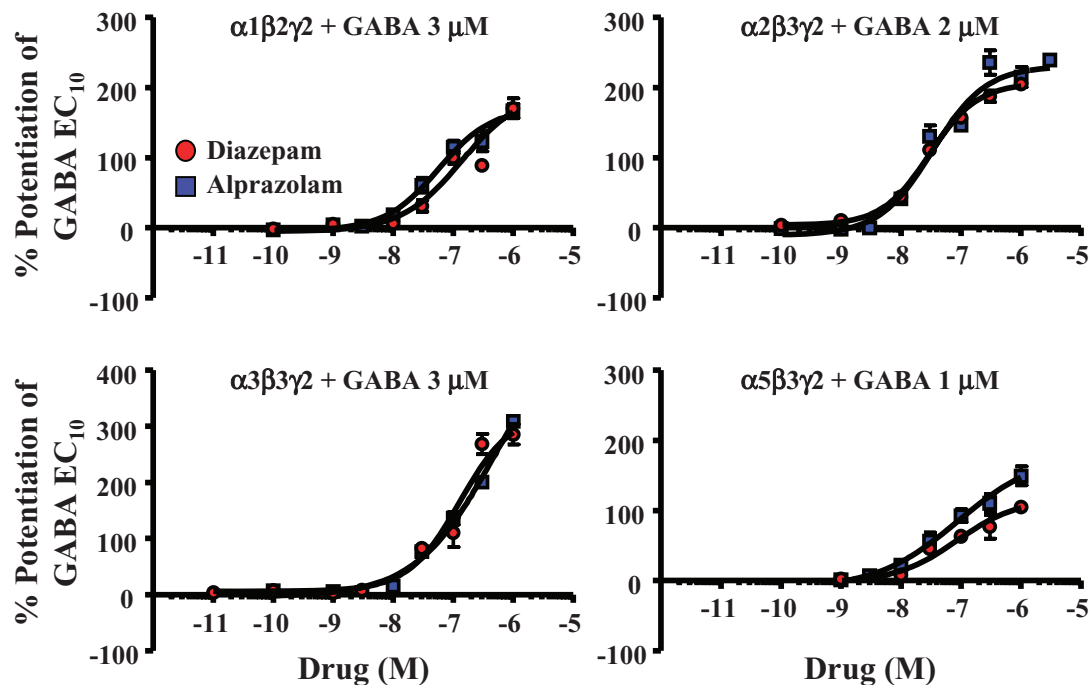 α1β2γ2 + GABA 3 µM
300
200
100
0
-100
-11 -10 -9 -8 -7 -6 -5
% Potentiation of
GABA EC10
Diazepam
Alprazolam
α2β3γ2 + GABA 2 µM
300
200
100
0
-100
-11 -10 -9 -8 -7 -6 -5
α3β3γ2 + GABA 3 µM
400
300
200
100
0
-100
-11 -10 -9 -8 -7 -6 -5
% Potentiation of
GABA EC10
Drug (M)
α5β3γ2 + GABA 1 µM
300
200
100
0
-100
-11 -10 -9 -8 -7 -6 -5
Drug (M)